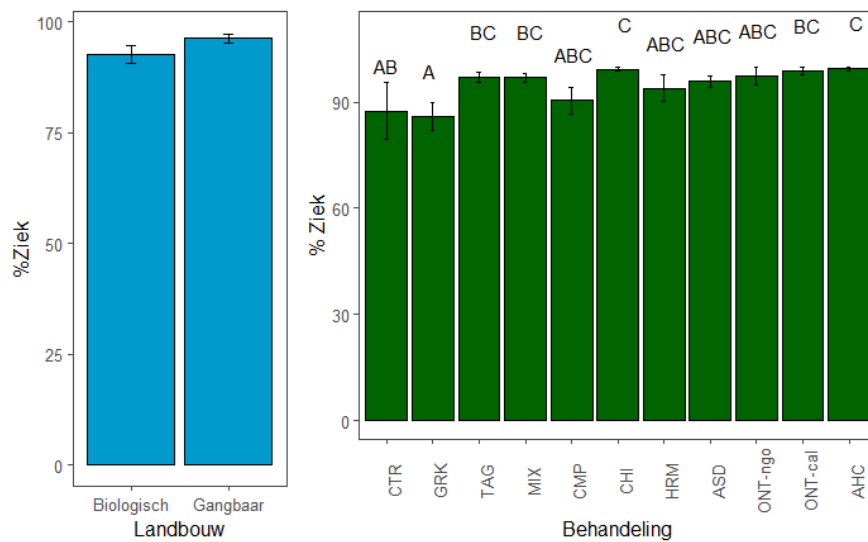 %Ziek
100
75
50
25
0
Biologisch Gangbaar
Landbouw
% Ziek
90
60
30
0
AB A BC BC ABC C ABC ABC ABC BC C
CTR GRK TAG MIX CMP CHI HRM ASD ONT-ngo ONT-cal AHC
Behandeling